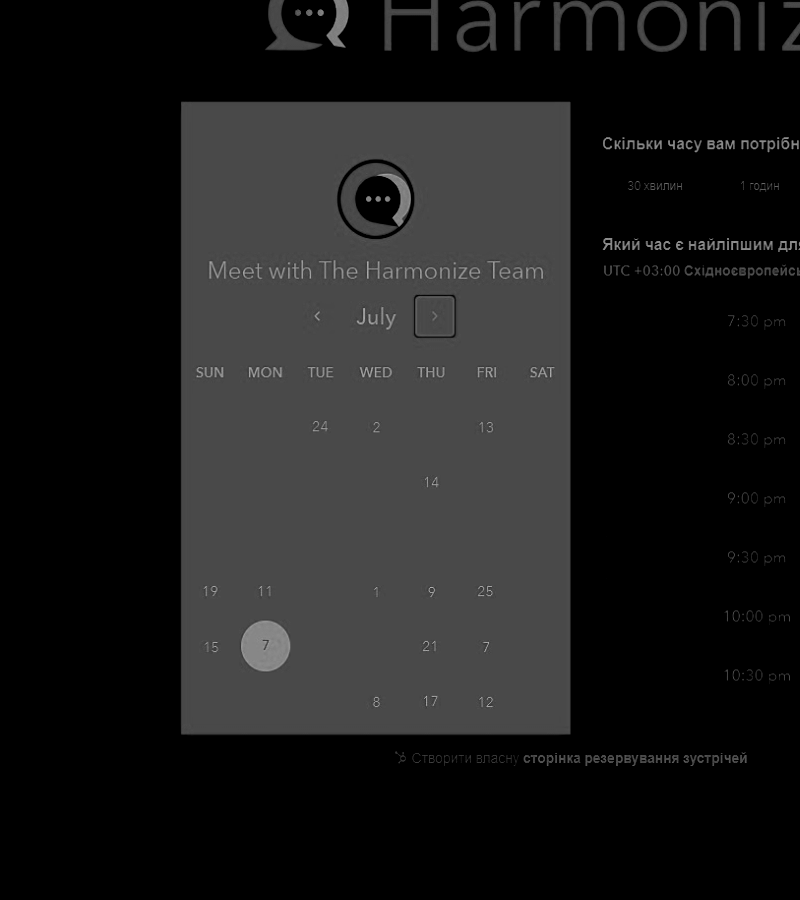 Harmoniz
Meet with The Harmonize Team
July
SUN MON TUE WED THU FRI SAT
24 2 13
14
19 11 1 9 25
15 7 21 7
8 17 12
Скільки часу вам потрібн
30 хвилин 1 годин
Який час є найліпшим для
UTC +03:00 Східноєвропейсь
7:30 pm
8:00 pm
8:30 pm
9:00 pm
9:30 pm
10:00 pm
10:30 pm
Створити власну сторінка резервування зустрічей